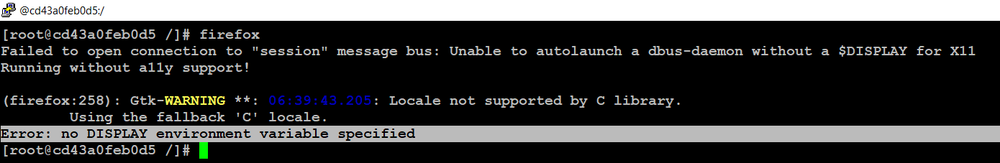 @cd43a0feb0d5:/
[root@cd43a0feb0d5 /]# firefox
Failed to open connection to "session" message bus: Unable to autolaunch a dbus-daemon without a $DISPLAY for X11
Running without a11y support!
(firefox:258): Gtk-WARNING **: 06:39:43.205: Locale not supported by C library.
Using the fallback 'C' locale.
Error: no DISPLAY environment variable specified
[root@cd43a0feb0d5 /]#